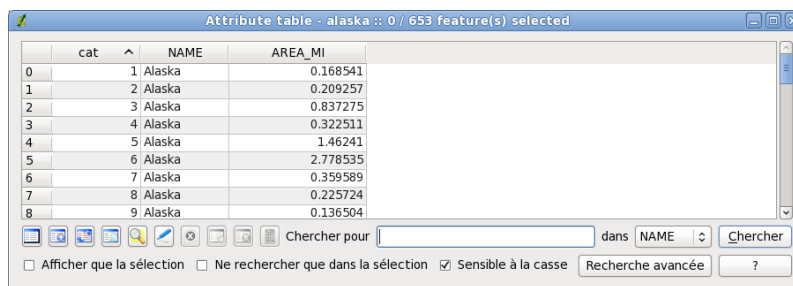 Attribute table - alaska :: 0 / 653 feature(s) selected
cat NAME AREA_MI
0 1 Alaska 0.168541
1 2 Alaska 0.209257
2 3 Alaska 0.837275
3 4 Alaska 0.322511
4 5 Alaska 1.46241
5 6 Alaska 2.778535
6 7 Alaska 0.359589
7 8 Alaska 0.225724
8 9 Alaska 0.136504
Chercher pour dans NAME Chercher
Afficher que la sélection Ne rechercher que dans la sélection Sensible à la casse Recherche avancée ?